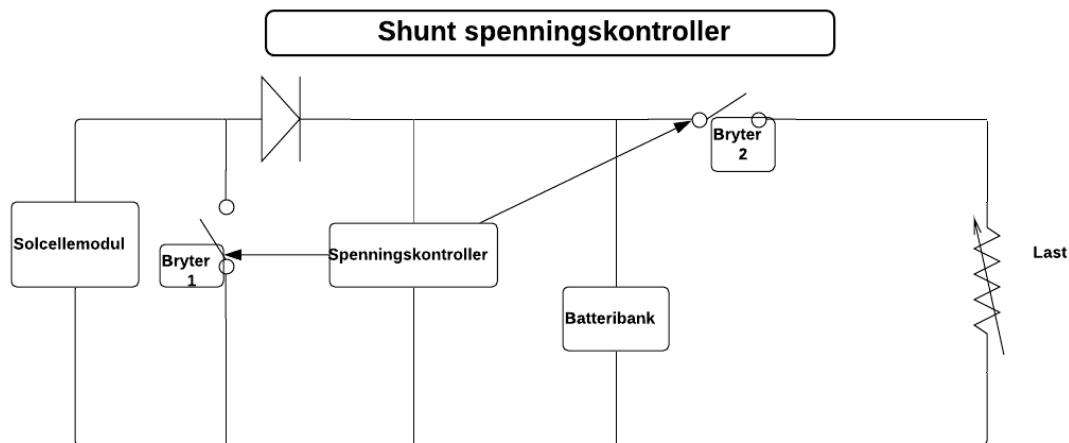 Shunt spenningskontroller
Bryter
2
Solcellemodul
Bryter
1
Spenningskontroller
Last
Batteribank